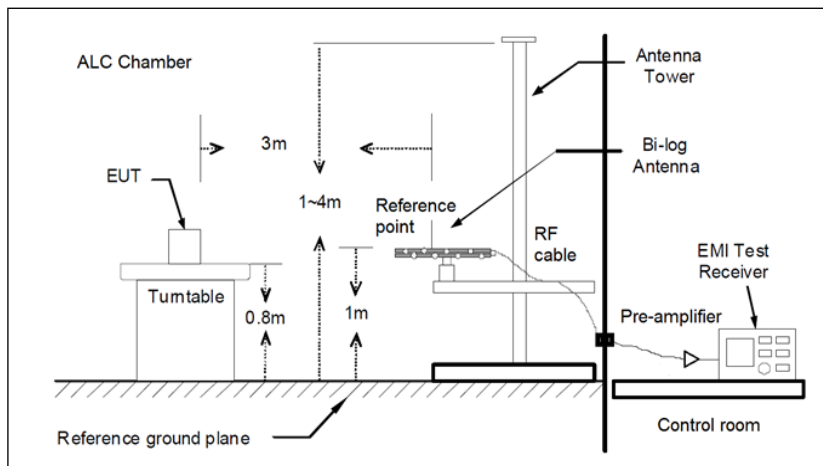 ALC Chamber
Antenna
Tower
3m
Bi-log
Antenna
EUT
1~4m
Reference
point
RF
cable
EMI Test
Receiver
Turntable
0.8m
1m
Pre-amplifier
Reference ground plane
Control room